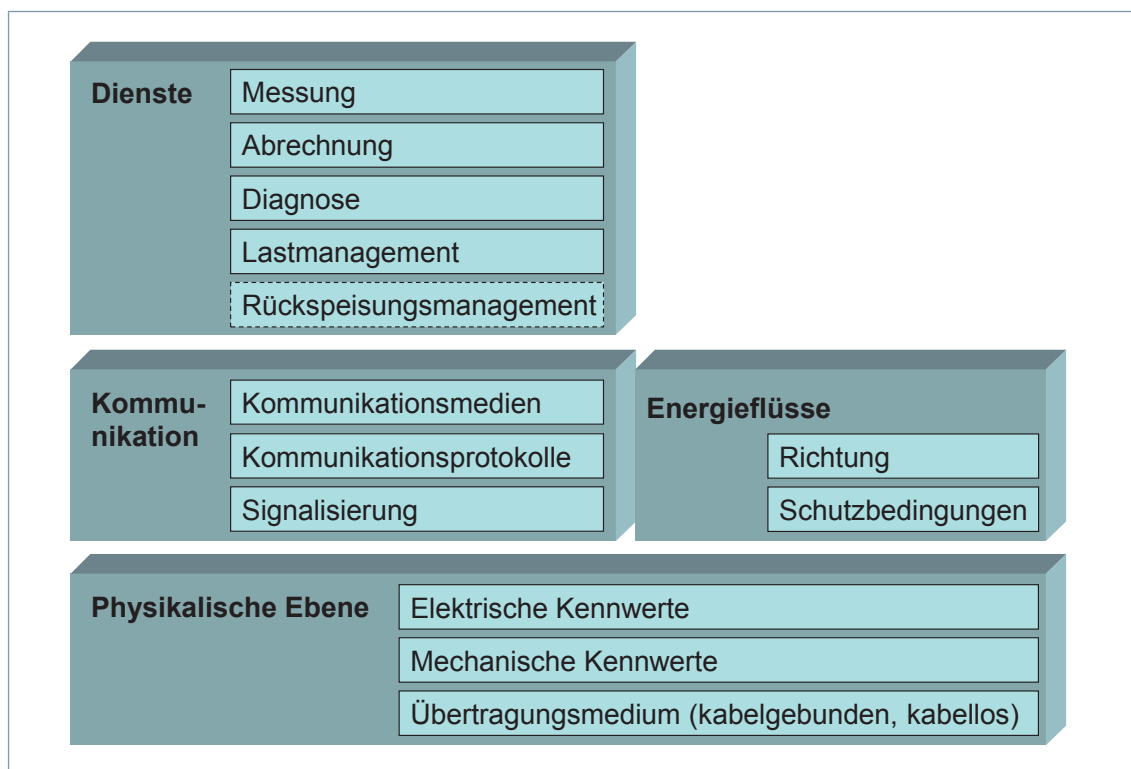 Dienste
Messung
Abrechnung
Diagnose
Lastmanagement
Rückspeisungsmanagement
Kommu-
nikation
Kommunikationsmedien
Kommunikationsprotokolle
Signalisierung
Energieflüsse
Richtung
Schutzbedingungen
Physikalische Ebene
Elektrische Kennwerte
Mechanische Kennwerte
Übertragungsmedium (kabelgebunden, kabellos)